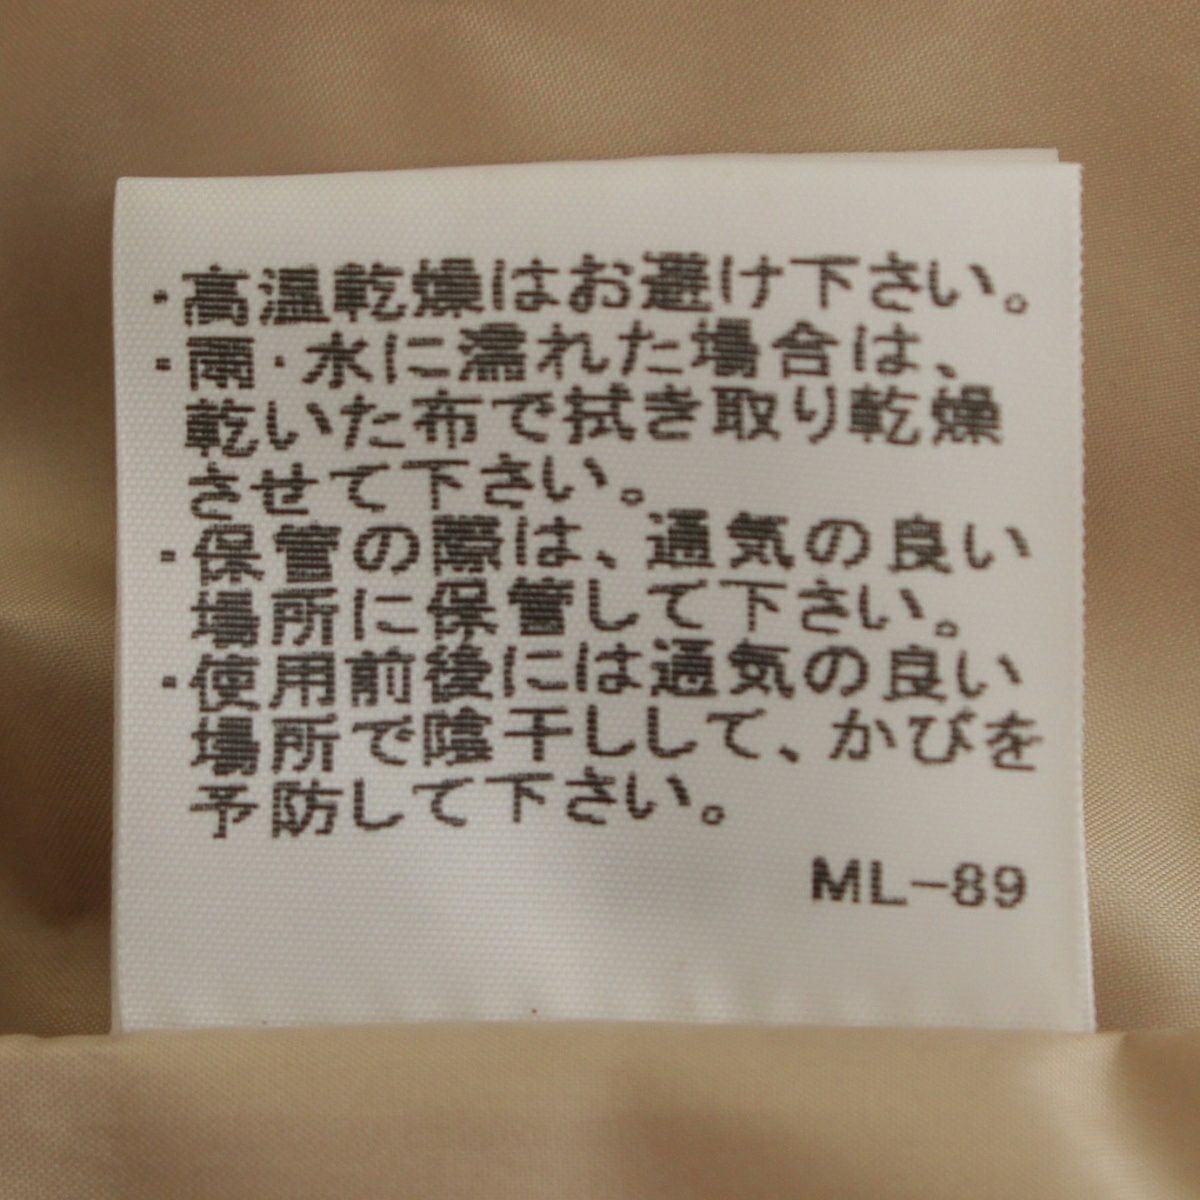 ・高温乾燥はお避け下さい。
・雨・水に濡れた場合は、
乾いた布で拭き取り乾燥
させて下さい。
・保管の際は、通気の良い
場所に保管して下さい。
・使用前後には通気の良い
場所で陰干しして、かびを
予防して下さい。
ML-89